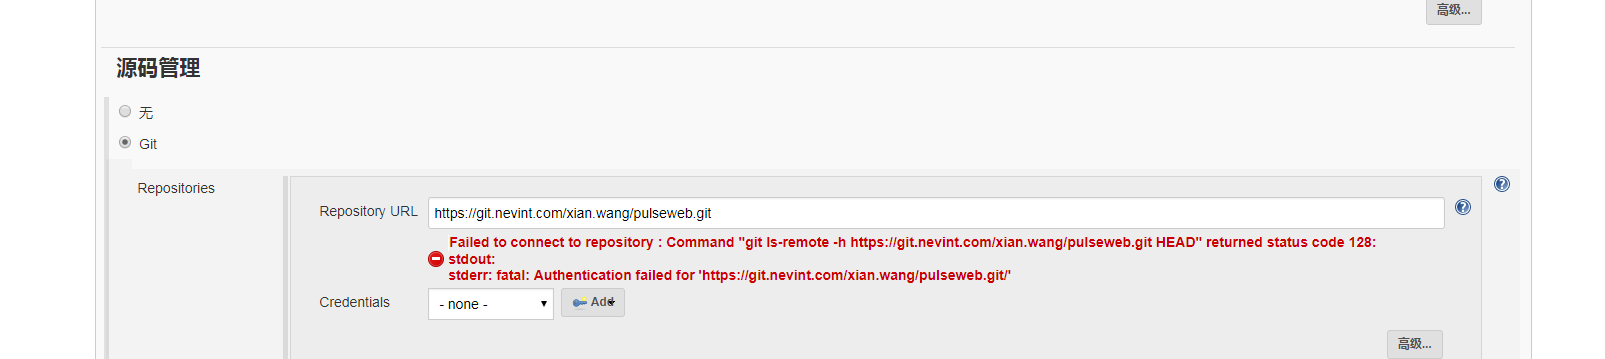 高级...
源码管理
无
Git
Repositories
Repository URL
https://git.nevint.com/xian.wang/pulseweb.git
Failed to connect to repository : Command "git ls-remote -h https://git.nevint.com/xian.wang/pulseweb.git HEAD" returned status code 128:
stdout:
stderr: fatal: Authentication failed for 'https://git.nevint.com/xian.wang/pulseweb.git/'
Credentials
- none -
Add
高级...